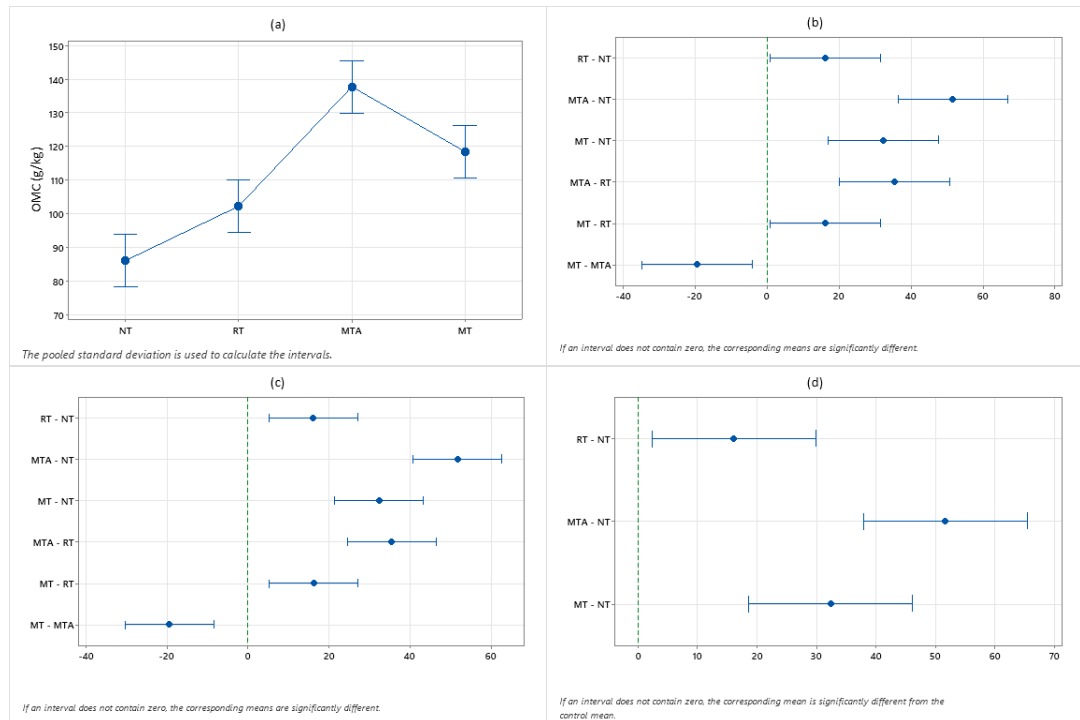 (a)
OMC (g/kg)
150
140
130
120
110
100
90
80
70
NT RT MTA MT
The pooled standard deviation is used to calculate the intervals.
(b)
RT - NT
MTA - NT
MT - NT
MTA - RT
MT - RT
MT - MTA
-40 -20 0 20 40 60 80
If an interval does not contain zero, the corresponding means are significantly different.
(c)
RT - NT
MTA - NT
MT - NT
MTA - RT
MT - RT
MT - MTA
-40 -20 0 20 40 60
If an interval does not contain zero, the corresponding means are significantly different.
(d)
RT - NT
MTA - NT
MT - NT
0 10 20 30 40 50 60 70
If an interval does not contain zero, the corresponding mean is significantly different from the
control mean.